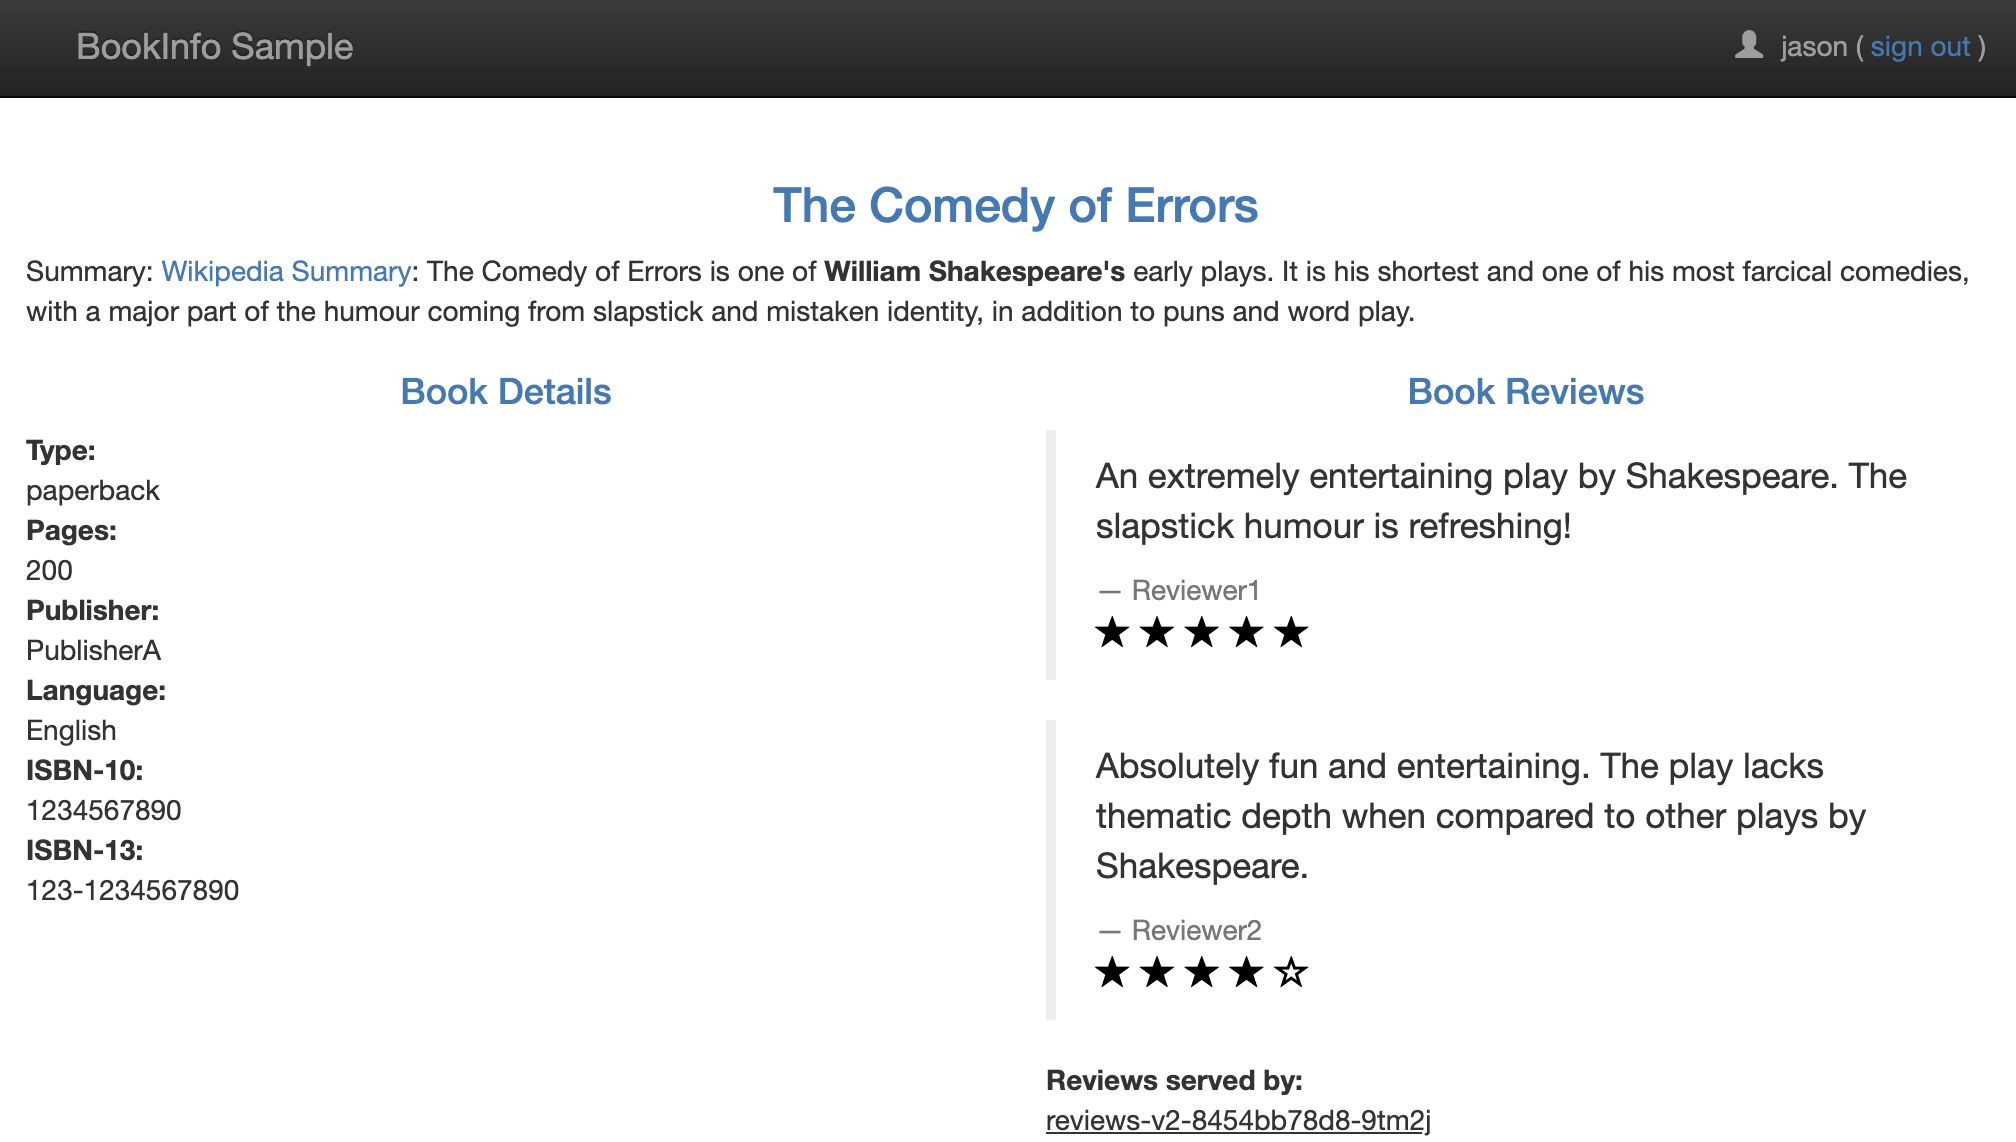 BookInfo Sample
jason ( sign out )
The Comedy of Errors
Summary: Wikipedia Summary: The Comedy of Errors is one of William Shakespeare's early plays. It is his shortest and one of his most farcical comedies,
with a major part of the humour coming from slapstick and mistaken identity, in addition to puns and word play.
Book Details
Type:
paperback
Pages:
200
Publisher:
PublisherA
Language:
English
ISBN-10:
1234567890
ISBN-13:
123-1234567890
Book Reviews
An extremely entertaining play by Shakespeare. The
slapstick humour is refreshing!
— Reviewer1
Absolutely fun and entertaining. The play lacks
thematic depth when compared to other plays by
Shakespeare.
— Reviewer2
Reviews served by:
reviews-v2-8454bb78d8-9tm2j